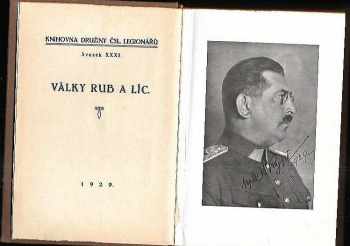 KNIHOVNA DRUŽINY ČSL. LEGIONÁŘŮ
Svazek XXXI.
VÁLKY RUB A LÍC.
1929.